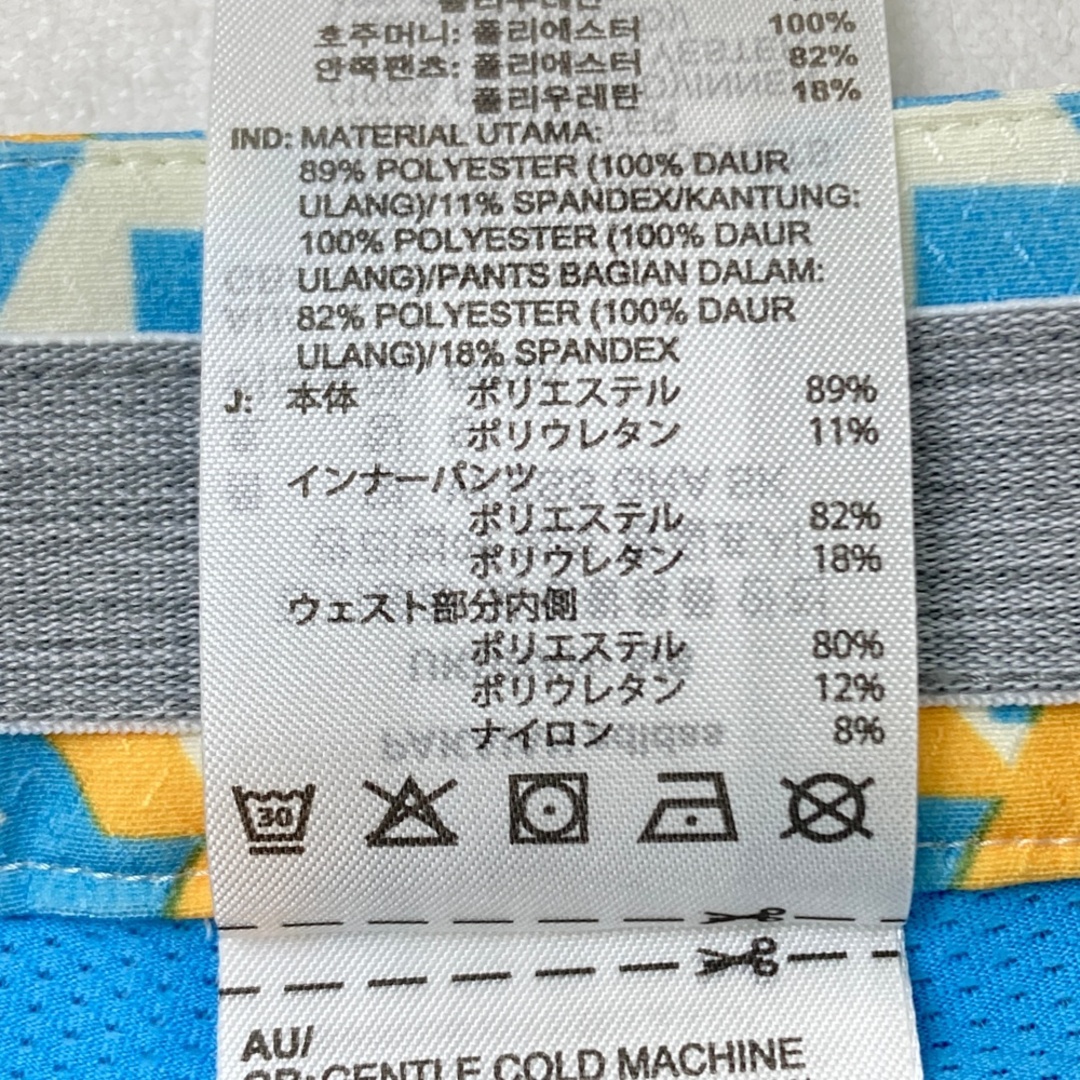 호주머니: 폴리에스터 100%
안쪽팬츠: 폴리에스터 82%
폴리우레탄 18%
IND: MATERIAL UTAMA:
89% POLYESTER (100% DAUR
ULANG)/11% SPANDEX/KANTUNG:
100% POLYESTER (100% DAUR
ULANG)/PANTS BAGIAN DALAM:
82% POLYESTER (100% DAUR
ULANG)/18% SPANDEX
J: 本体 ポリエステル 89%
ポリウレタン 11%
インナーパンツ
ポリエステル 82%
ポリウレタン 18%
ウェスト部分内側
ポリエステル 80%
ポリウレタン 12%
ナイロン 8%
30
AU/
GENTLE COLD MACHINE